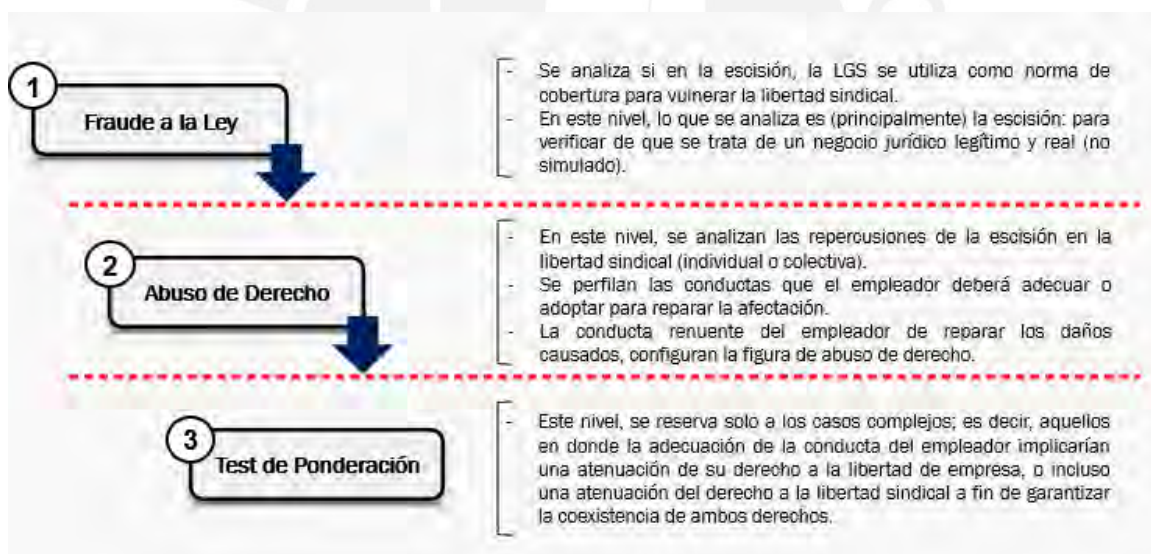 1
Fraude a la Ley
- Se analiza si en la escisión, la LGS se utiliza como norma de
cobertura para vulnerar la libertad sindical.
- En este nivel, lo que se analiza es (principalmente) la escisión: para
verificar de que se trata de un negocio jurídico legítimo y real (no
simulado).
2
Abuso de Derecho
- En este nivel, se analizan las repercusiones de la escisión en la
libertad sindical (individual o colectiva).
- Se perfilan las conductas que el empleador deberá adecuar o
adoptar para reparar la afectación.
- La conducta renuente del empleador de reparar los daños
causados, configuran la figura de abuso de derecho.
3
Test de Ponderación
- Este nivel, se reserva solo a los casos complejos; es decir, aquellos
en donde la adecuación de la conducta del empleador implicarían
una atenuación de su derecho a la libertad de empresa, o incluso
una atenuación del derecho a la libertad sindical a fin de garantizar
la coexistencia de ambos derechos.